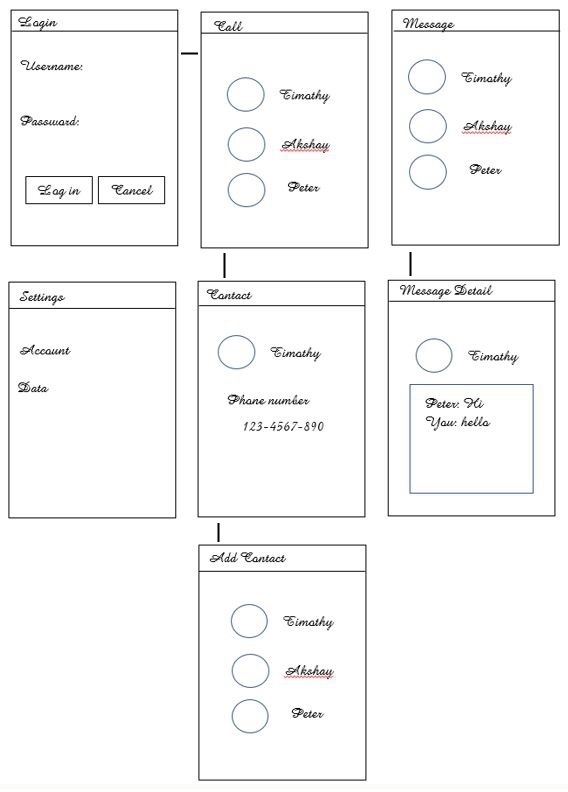 Login
Username:
Password:
Log in
Cancel
Call
Timothy
Akshay
Peter
Message
Timothy
Akshay
Peter
Settings
Account
Data
Contact
Timothy
Phone number
123-4567-890
Message Detail
Timothy
Peter: Hi
You: hello
Add Contact
Timothy
Akshay
Peter